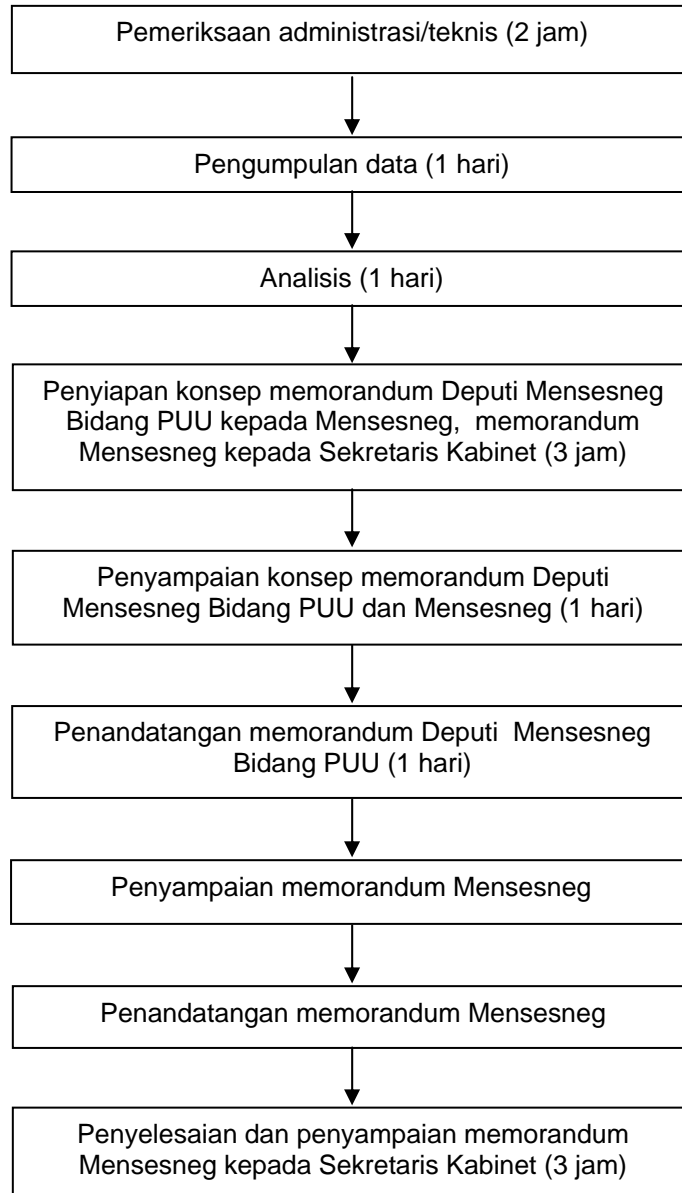 Pemeriksaan administrasi/teknis (2 jam)
Pengumpulan data (1 hari)
Analisis (1 hari)
Penyiapan konsep memorandum Deputi Mensesneg
Bidang PUU kepada Mensesneg, memorandum
Mensesneg kepada Sekretaris Kabinet (3 jam)
Penyampaian konsep memorandum Deputi
Mensesneg Bidang PUU dan Mensesneg (1 hari)
Penandatangan memorandum Deputi Mensesneg
Bidang PUU (1 hari)
Penyampaian memorandum Mensesneg
Penandatangan memorandum Mensesneg
Penyelesaian dan penyampaian memorandum
Mensesneg kepada Sekretaris Kabinet (3 jam)